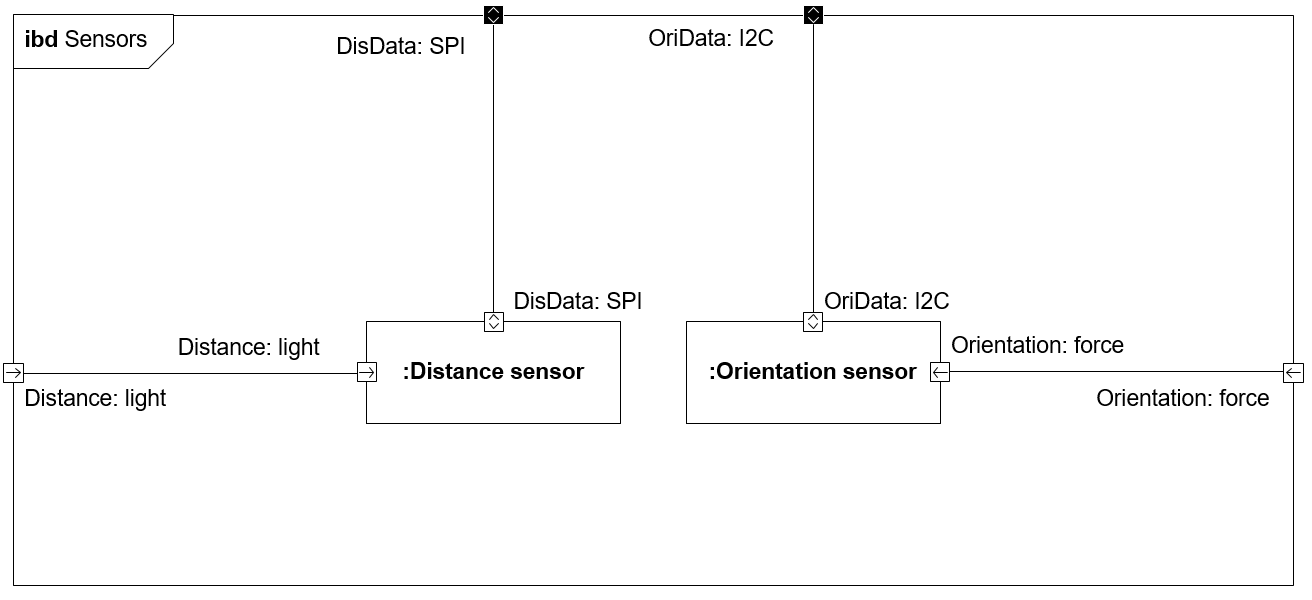 ibd Sensors
DisData: SPI
OriData: I2C
DisData: SPI
OriData: I2C
Distance: light
:Distance sensor
:Orientation sensor
Orientation: force
Distance: light
Orientation: force